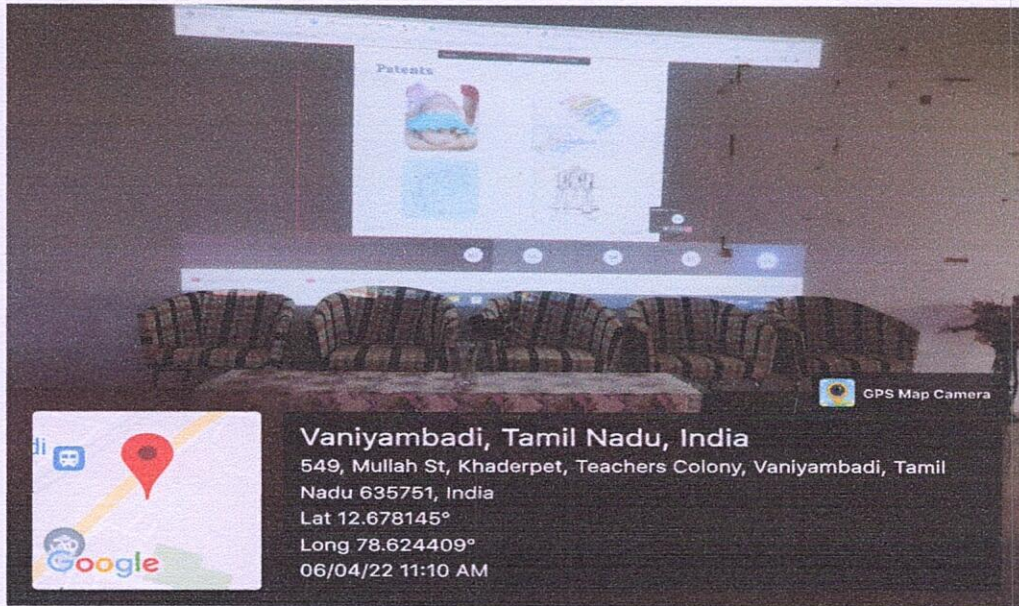 Patents
GPS Map Camera
Vaniyambadi, Tamil Nadu, India
549, Mullah St, Khaderpet, Teachers Colony, Vaniyambadi, Tamil
Nadu 635751, India
Lat 12.678145°
Long 78.624409°
06/04/22 11:10 AM
di
Google